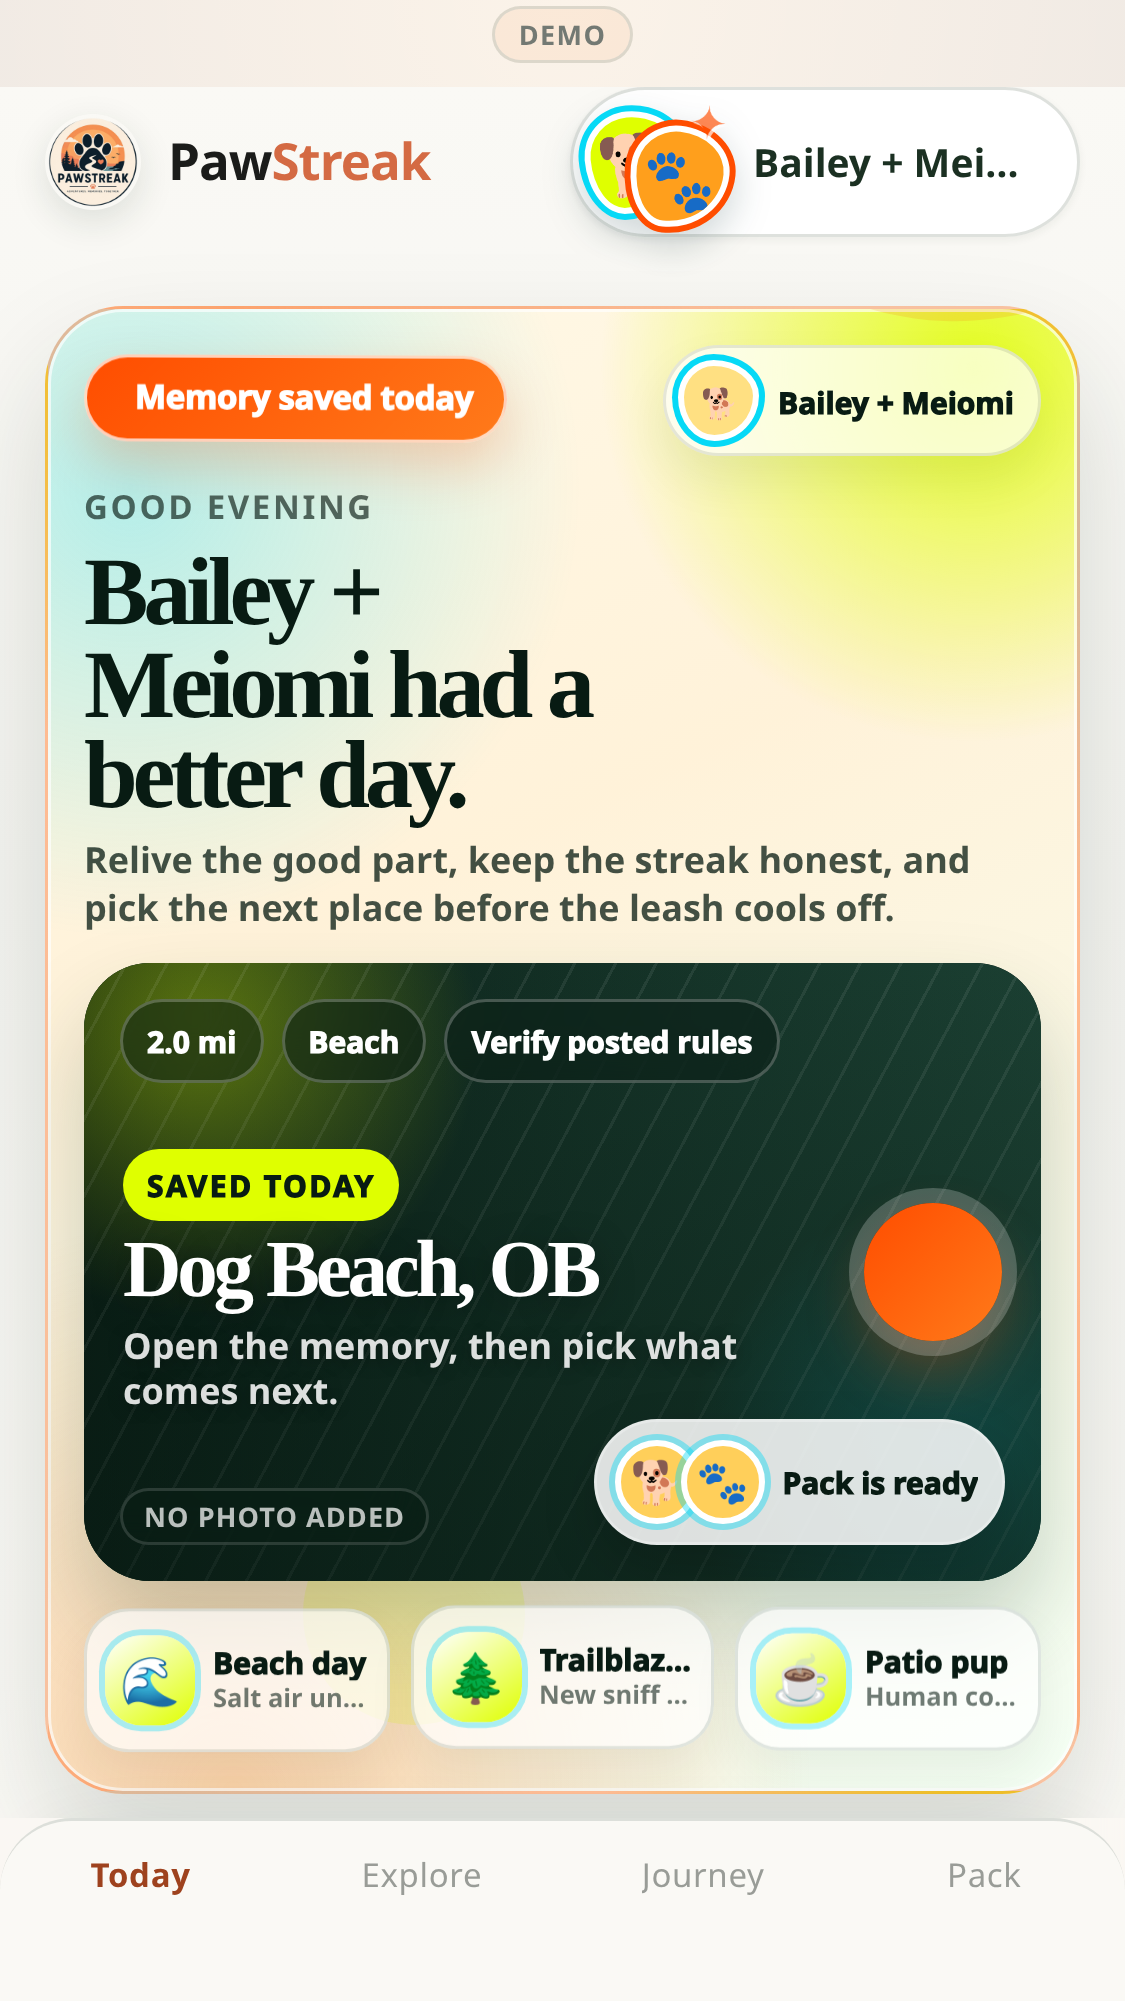 DEMO
PAWSTREAK
PawStreak
Bailey + Mei...
Memory saved today
Bailey + Meiomi
GOOD EVENING
Bailey +
Meiomi had a
better day.
Relive the good part, keep the streak honest, and
pick the next place before the leash cools off.
2.0 mi
Beach
Verify posted rules
SAVED TODAY
Dog Beach, OB
Open the memory, then pick what
comes next.
Pack is ready
NO PHOTO ADDED
Beach day
Salt air un...
Trailblaz...
New sniff ...
Patio pup
Human co...
Today
Explore
Journey
Pack